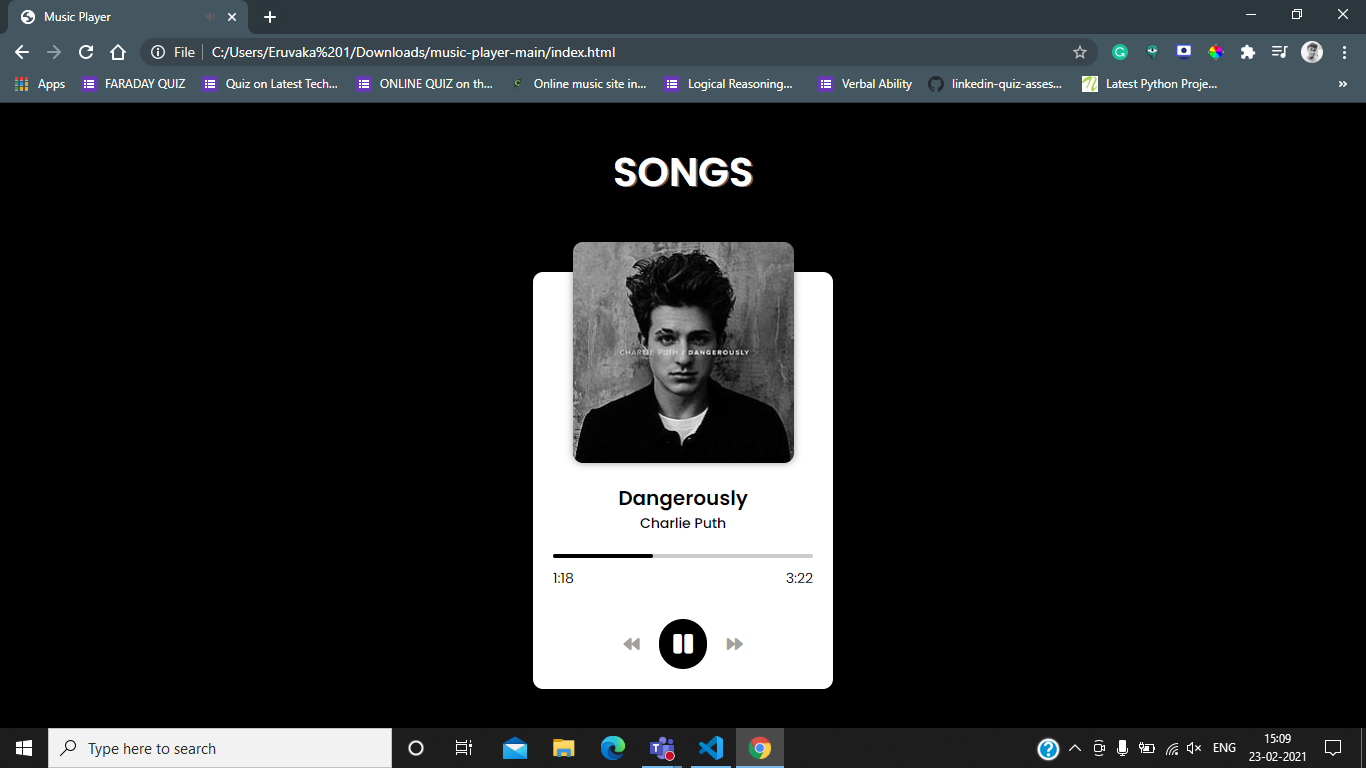 Music Player
File C:/Users/Eruvaka%201/Downloads/music-player-main/index.html
Apps FARADAY QUIZ Quiz on Latest Tech... ONLINE QUIZ on th... Online music site in... Logical Reasoning... Verbal Ability linkedin-quiz-asses... Latest Python Proje... »
SONGS
CHARLIE PUTH / DANGEROUSLY
Dangerously
Charlie Puth
1:18 3:22
Type here to search
ENG 15:09
23-02-2021